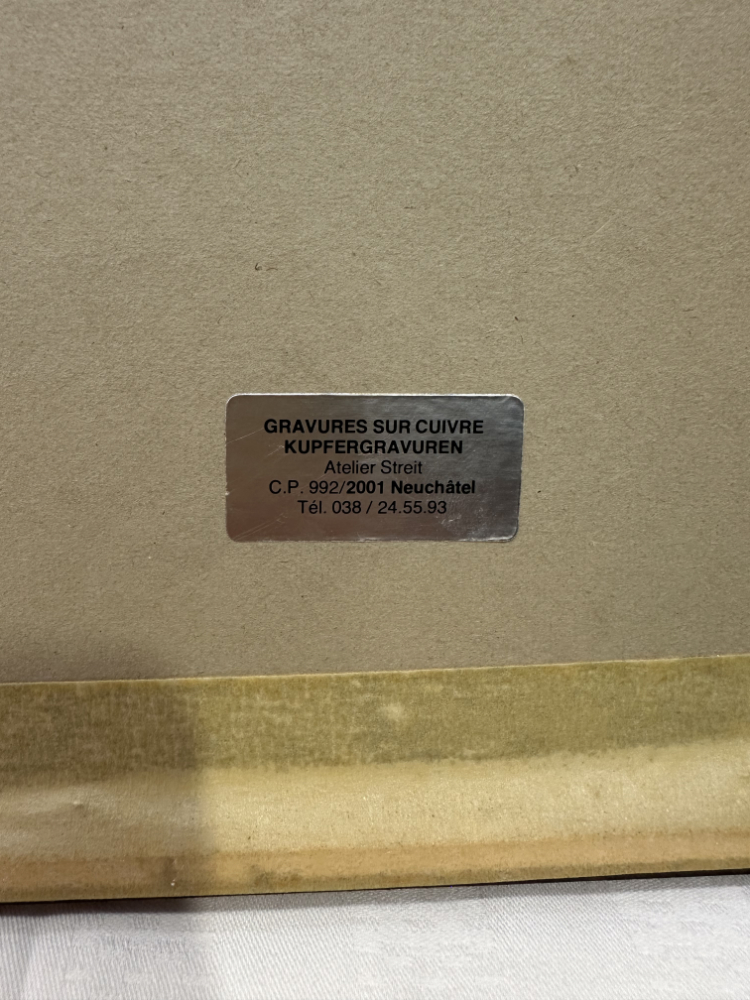 GRAVURES SUR CUIVRE
KUPFERGRAVUREN
Atelier Streit
C.P. 992/2001 Neuchâtel
Tél. 038 / 24.55.93